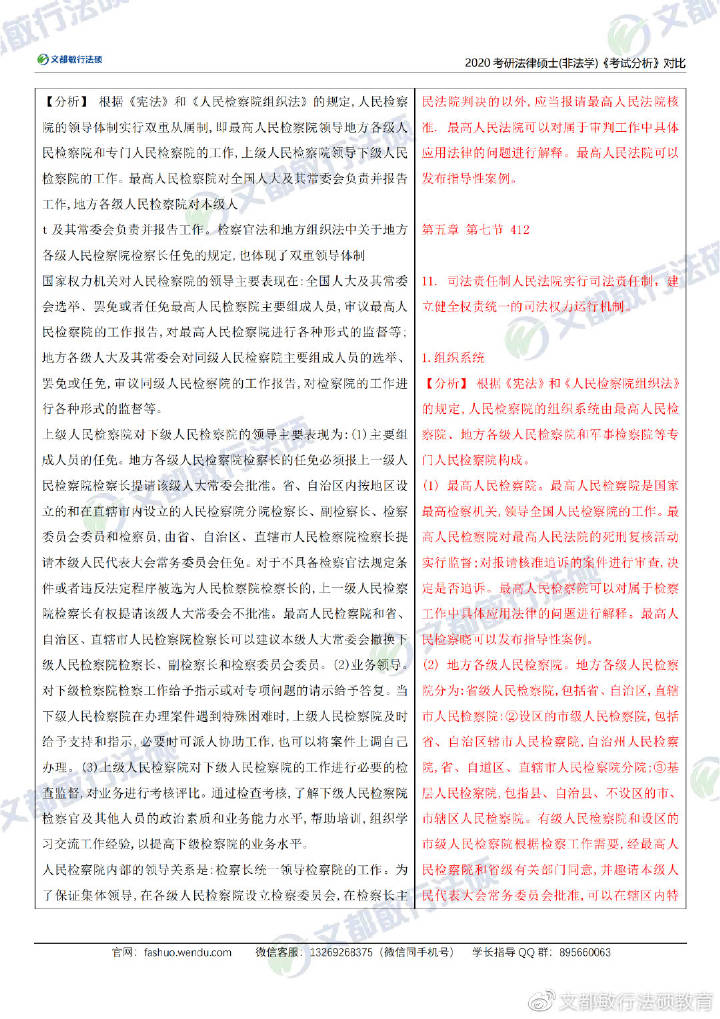 文都敏行法硕
2020考研法律硕士(非法学)《考试分析》对比
【分析】 根据《宪法》和《人民检察院组织法》的规定,人民检察
院的领导体制实行双重从属制,即最高人民检察院领导地方各级人
民检察院和专门人民检察院的工作,上级人民检察院领导下级人民
检察院的工作。最高人民检察院对全国人大及其常委会负责并报告
工作,地方各级人民检察院对本级人
t 及其常委会负责并报告工作。检察官法和地方组织法中关于地方
各级人民检察院检察长任免的规定,也体现了双重领导体制
国家权力机关对人民检察院的领导主要表现在:全国人大及其常委
会选举、罢免或者任免最高人民检察院主要组成人员,审议最高人
民检察院的工作报告,对最高人民检察院进行各种形式的监督等;
地方各级人大及其常委会对同级人民检察院主要组成人员的选举、
罢免或任免,审议同级人民检察院的工作报告,对检察院的工作进
行各种形式的监督等。
上级人民检察院对下级人民检察院的领导主要表现为:(1)主要组
成人员的任免。地方各级人民检察院检察长的任免必须报上一级人
民检察院检察长提请该级人大常委会批准。省、自治区内按地区设
立的和在直辖市内设立的人民检察院分院检察长、副检察长、检察
委员会委员和检察员,由省、自治区、直辖市人民检察院检察长提
请本级人民代表大会常务委员会任免。对于不具备检察官法规定条
件或者违反法定程序被选为人民检察院检察长的,上一级人民检察
院检察长有权提请该级人大常委会不批准。最高人民检察院和省、
自治区、直辖市人民检察院检察长可以建议本级人大常委会撤换下
级人民检察院检察长、副检察长和检察委员会委员。(2)业务领导。
对下级检察院检察工作给予指示或对专项问题的请示给予答复。当
下级人民检察院在办理案件遇到特殊困难时,上级人民检察院及时
给予支持和指示,必要时可派人协助工作,也可以将案件上调自己
办理。(3)上级人民检察院对下级人民检察院的工作进行必要的检
查监督,对业务进行考核评比。通过检查考核,了解下级人民检察院
检察官及其他人员的政治素质和业务能力水平,帮助培训,组织学
习交流工作经验,以提高下级检察院的业务水平。
人民检察院内部的领导关系是:检察长统一领导检察院的工作。为
了保证集体领导,在各级人民检察院设立检察委员会,在检察长主
民法院判决的以外,应当报请最高人民法院核
准. 最高人民法院可以对属于审判工作中具体
应用法律的问题进行解释。最高人民法院可以
发布指导性案例。
第五章 第七节 412
11. 司法责任制人民法院实行司法责任制, 建
立健全权责统一的司法权力运行机制.
1.组织系统
【分析】 根据《宪法》和《人民检察院组织法》
的规定,人民检察院的组织系统由最高人民检
察院、地方各级人民检察院和军事检察院等专
门人民检察院构成。
(1) 最高人民检察院。最高人民检察院是国家
最高检察机关,领导全国人民检察院的工作。最
高人民检察院对最高人民法院的死刑复核活动
实行监督;对报请核准追诉的案件进行审查,决
定是否追诉。最高人民检察院可以对属于检察
工作中具体应用法律的问题进行解释。最高人
民检察晓可以发布指导性案例.
(2) 地方各级人民检察院。地方各级人民检察
院分为:省级人民检察院,包括省、自治区,直辖
市人民检察院:②设区的市级人民检察院,包括
省、自治区辖市人民检察院,自治州人民检察
院,省、自道区、直辖市人民检察院分院;③基
层人民检察院,包指县、自治县、不设区的市、
市辖区人民检察院。有级人民检察院和设区的
市级人民检察院根据检察工作需要,经最高人
民检察院和省级有关部门同意,并趣请本级人
民代表大会常务委员会批准,可以在辖区内特
官网: fashuo.wendu.com 微信客服: 13269268375 (微信同手机号) 学长指导 QQ 群: 895660063
@文都敏行法硕教育